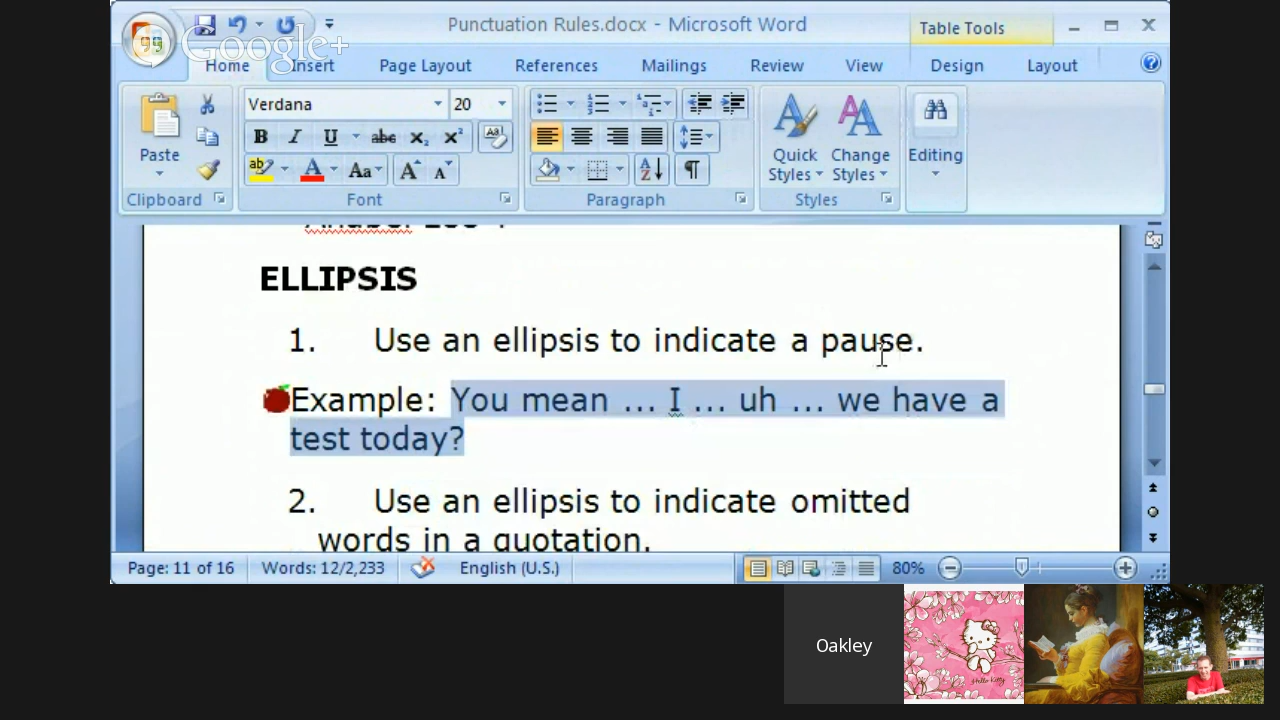 Punctuation Rules.docx - Microsoft Word
Table Tools
Google+
Home Insert Page Layout References Mailings Review View Design Layout
Verdana 20
Paste
Quick Styles
Change Styles
Editing
Clipboard Font Paragraph Styles
ELLIPSIS
1. Use an ellipsis to indicate a pause.
Example: You mean ... I ... uh ... we have a
test today?
2. Use an ellipsis to indicate omitted
words in a quotation.
Page: 11 of 16 Words: 12/2,233 English (U.S.) 80%
Oakley
Hello Kitty